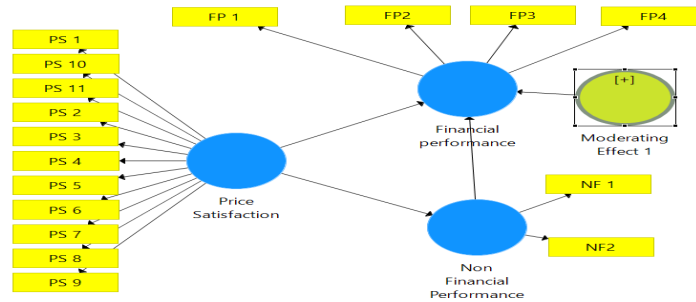 FP 1
FP2
FP3
FP4
PS 1
PS 10
PS 11
PS 2
PS 3
PS 4
PS 5
PS 6
PS 7
PS 8
PS 9
Price
Satisfaction
Financial
performance
[+]
Moderating
Effect 1
NF 1
NF2
Non
Financial
Performance